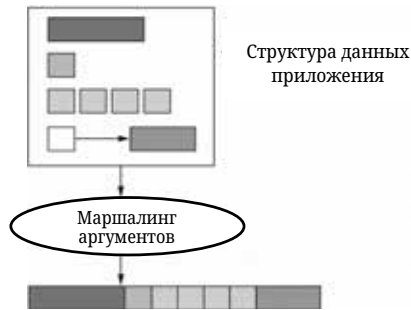 Структура данных
приложения
Маршалинг
аргументов